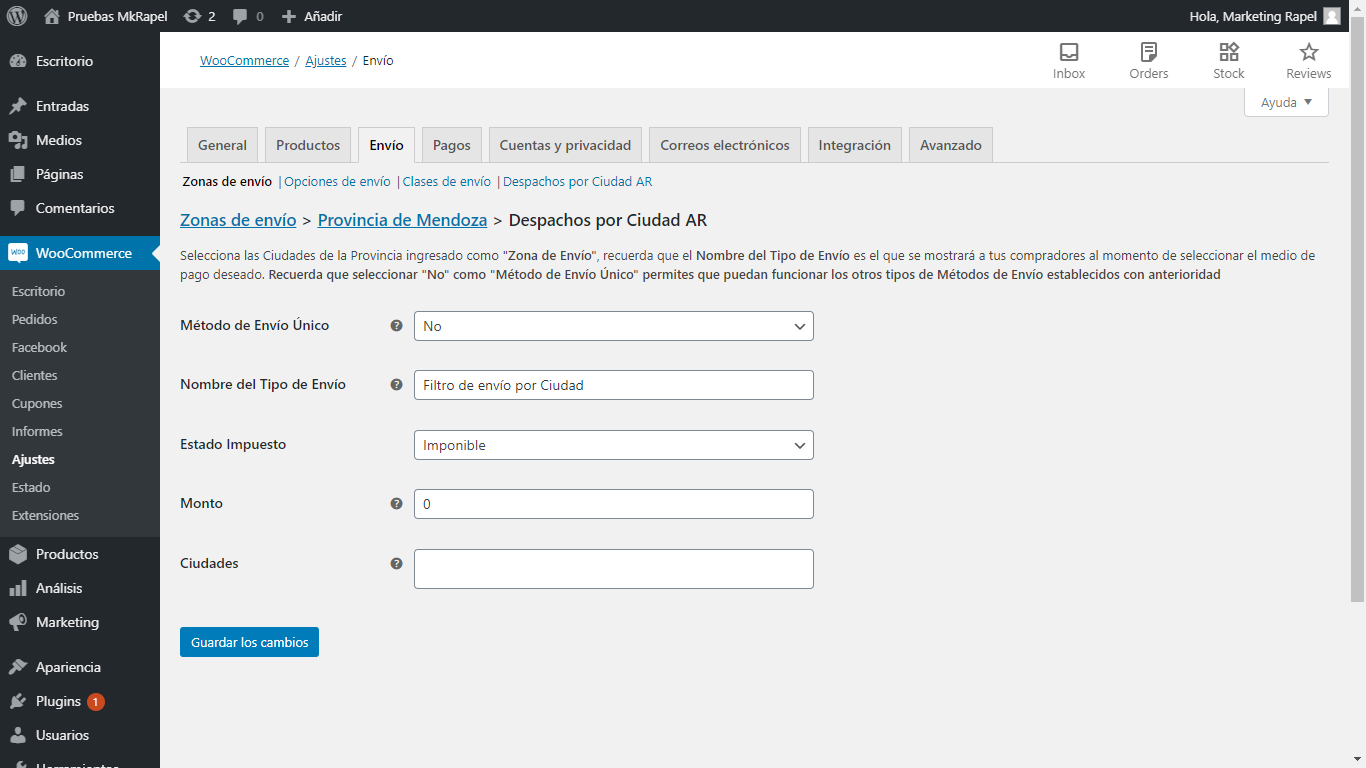 Pruebas MkRapel 2 0 Añadir Hola, Marketing Rapel
Escritorio
Entradas
Medios
Páginas
Comentarios
WooCommerce
Escritorio
Pedidos
Facebook
Clientes
Cupones
Informes
Ajustes
Estado
Extensiones
Productos
Análisis
Marketing
Apariencia
Plugins 1
Usuarios
Herramientas
WooCommerce / Ajustes / Envío
Inbox Orders Stock Reviews
Ayuda
General Productos Envío Pagos Cuentas y privacidad Correos electrónicos Integración Avanzado
Zonas de envío | Opciones de envío | Clases de envío | Despachos por Ciudad AR
Zonas de envío > Provincia de Mendoza > Despachos por Ciudad AR
Selecciona las Ciudades de la Provincia ingresado como "Zona de Envío", recuerda que el Nombre del Tipo de Envío es el que se mostrará a tus compradores al momento de seleccionar el medio de
pago deseado. Recuerda que seleccionar "No" como "Método de Envío Único" permites que puedan funcionar los otros tipos de Métodos de Envío establecidos con anterioridad
Método de Envío Único ? No
Nombre del Tipo de Envío ? Filtro de envío por Ciudad
Estado Impuesto Imponible
Monto ? 0
Ciudades ?
Guardar los cambios